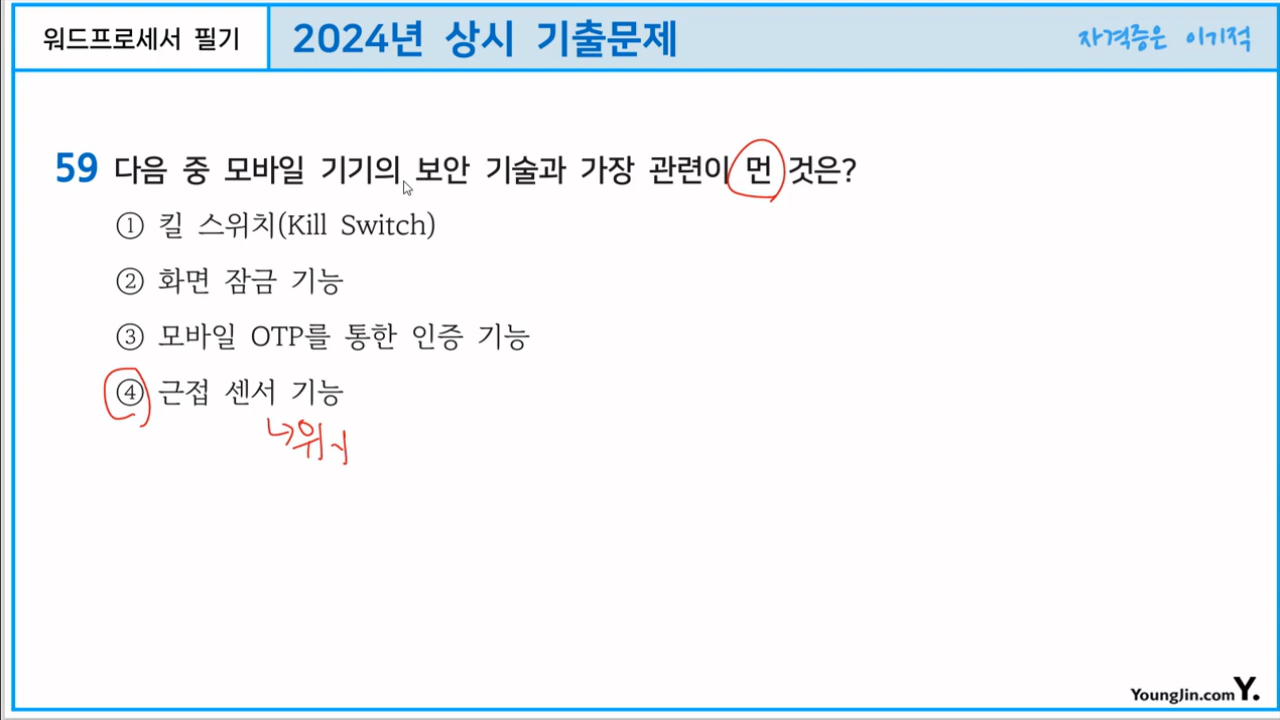 워드프로세서 필기
2024년 상시 기출문제
자격증은 이기적
59 다음 중 모바일 기기의 보안 기술과 가장 관련이 먼 것은?
① 킬 스위치(Kill Switch)
② 화면 잠금 기능
③ 모바일 OTP를 통한 인증 기능
④ 근접 센서 기능
YoungJin.com Y.